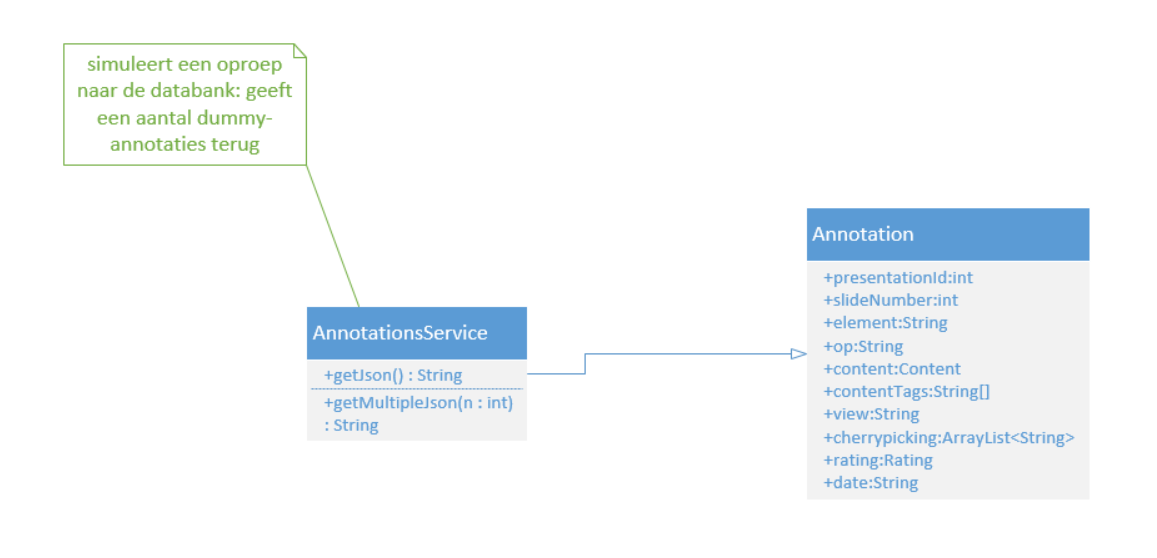 simuleert een oproep
naar de databank: geeft
een aantal dummy-
annotaties terug
AnnotationsService
+getJson() : String
+getMultipleJson(n : int)
: String
Annotation
+presentationId:int
+slideNumber:int
+element:String
+op:String
+content:Content
+contentTags:String[]
+view:String
+cherrypicking:ArrayList<String>
+rating:Rating
+date:String